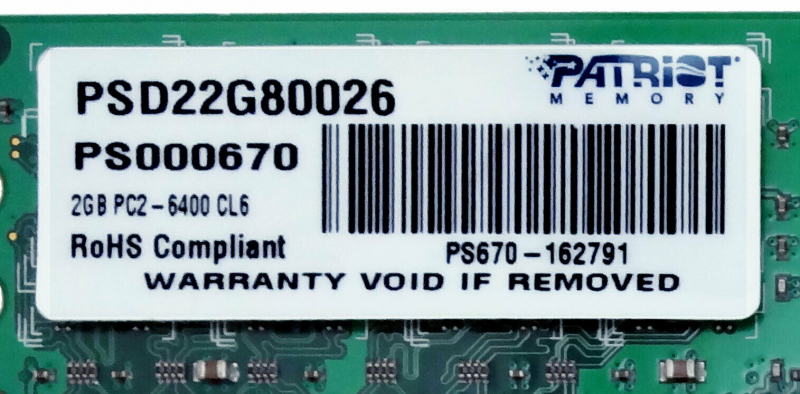 PATRIOT
MEMORY
PSD22G80026
PS000670
2GB PC2-6400 CL6
RoHS Compliant
PS670-162791
WARRANTY VOID IF REMOVED